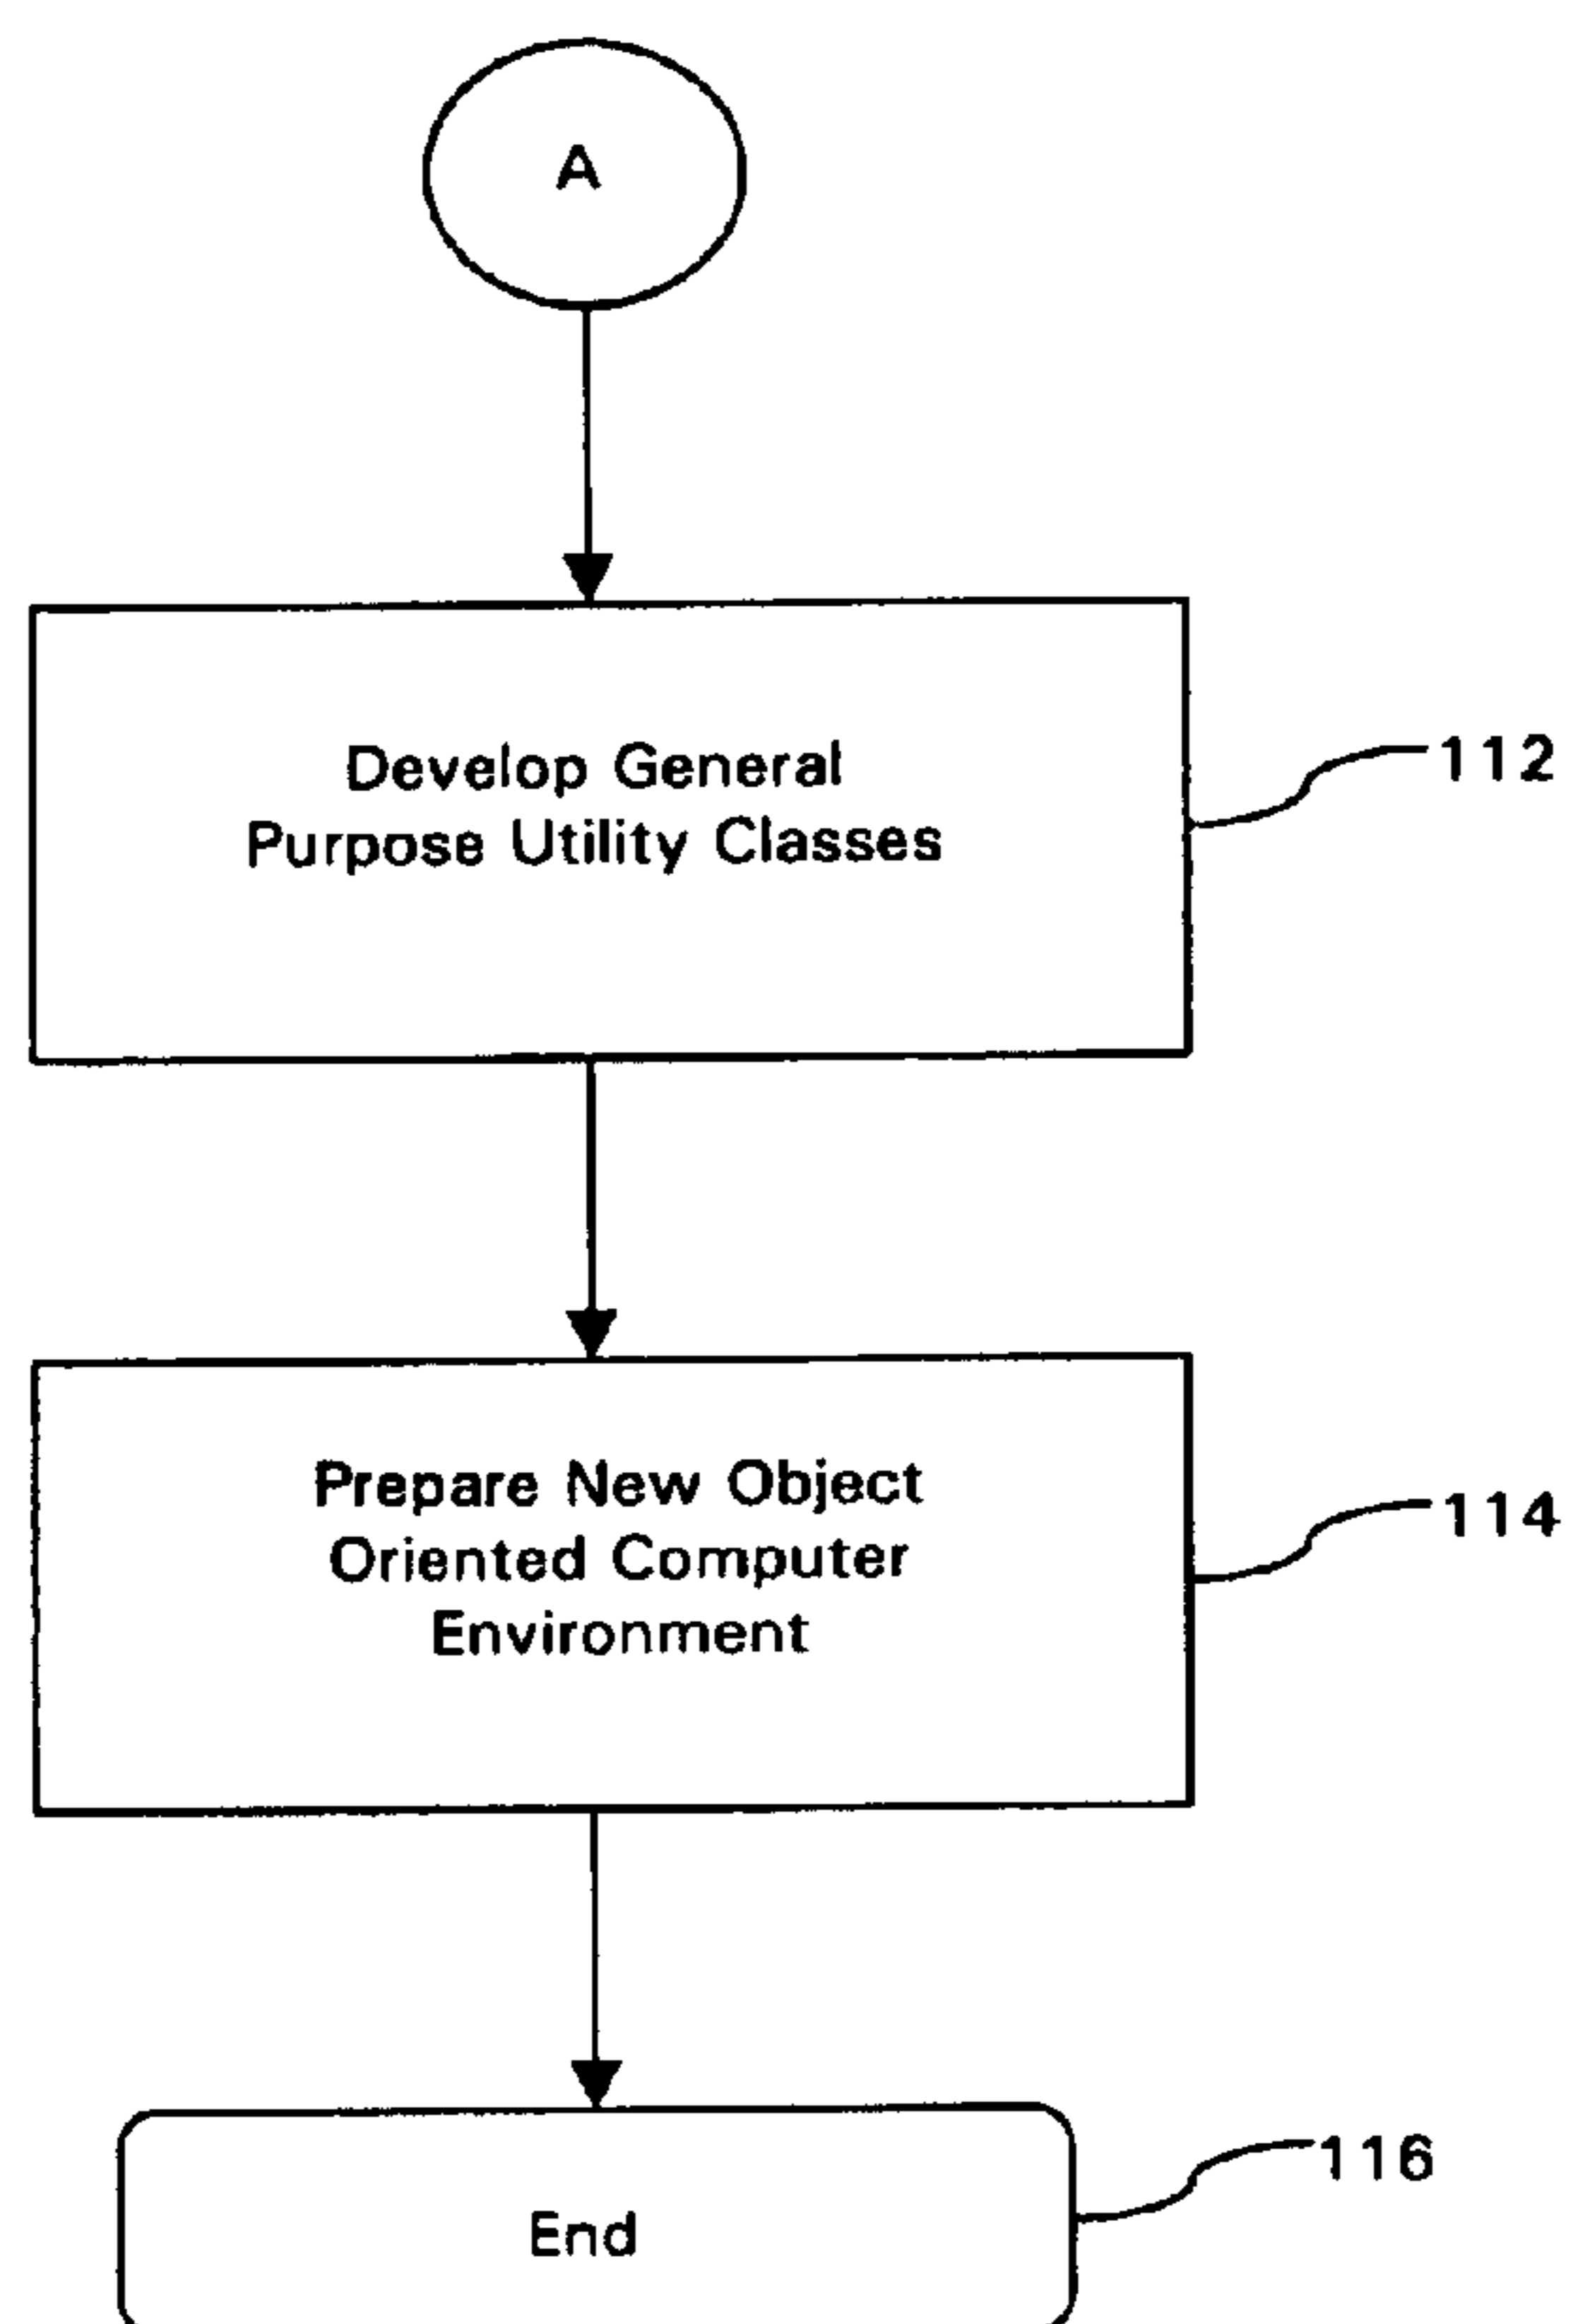 A
Develop General
Purpose Utility Classes
112
Prepare New Object
Oriented Computer
Environment
114
116
End